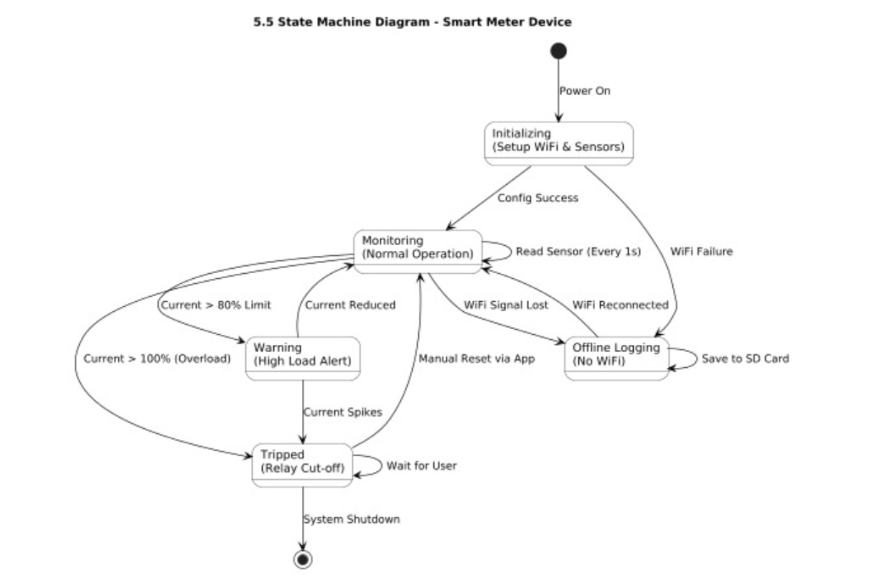 5.5 State Machine Diagram - Smart Meter Device
Power On
Initializing
(Setup WiFi & Sensors)
Config Success
Monitoring
(Normal Operation)
Read Sensor (Every 1s)
WiFi Failure
Current > 80% Limit
Current Reduced
WiFi Signal Lost
WiFi Reconnected
Warning
(High Load Alert)
Offline Logging
(No WiFi)
Current > 100% (Overload)
Manual Reset via App
Save to SD Card
Current Spikes
Tripped
(Relay Cut-off)
Wait for User
System Shutdown